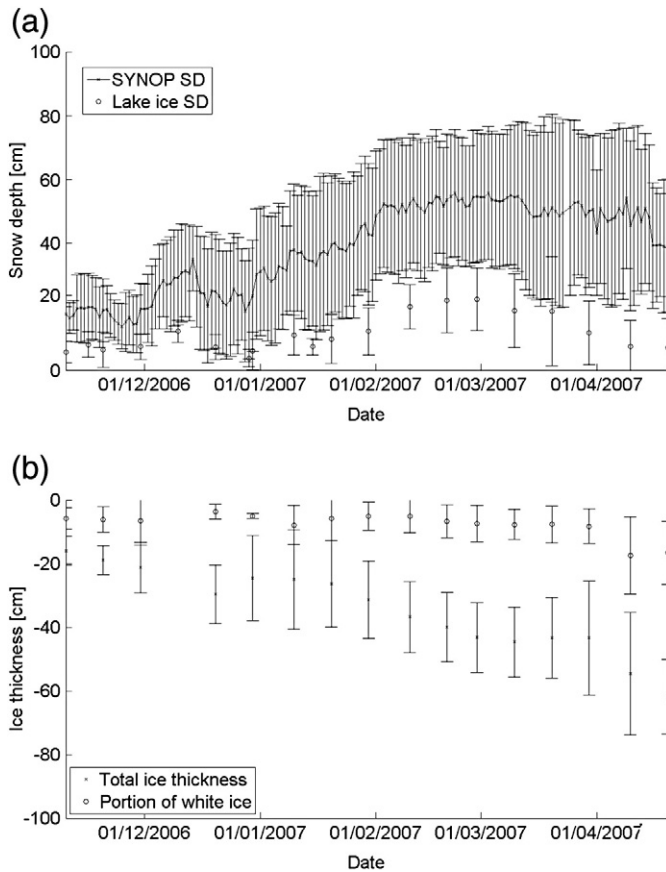 (a)
100
80
60
40
20
0
Snow depth [cm]
SYNOP SD
Lake ice SD
01/12/2006 01/01/2007 01/02/2007 01/03/2007 01/04/2007
Date
(b)
0
-20
-40
-60
-80
-100
Ice thickness [cm]
Total ice thickness
Portion of white ice
01/12/2006 01/01/2007 01/02/2007 01/03/2007 01/04/2007
Date